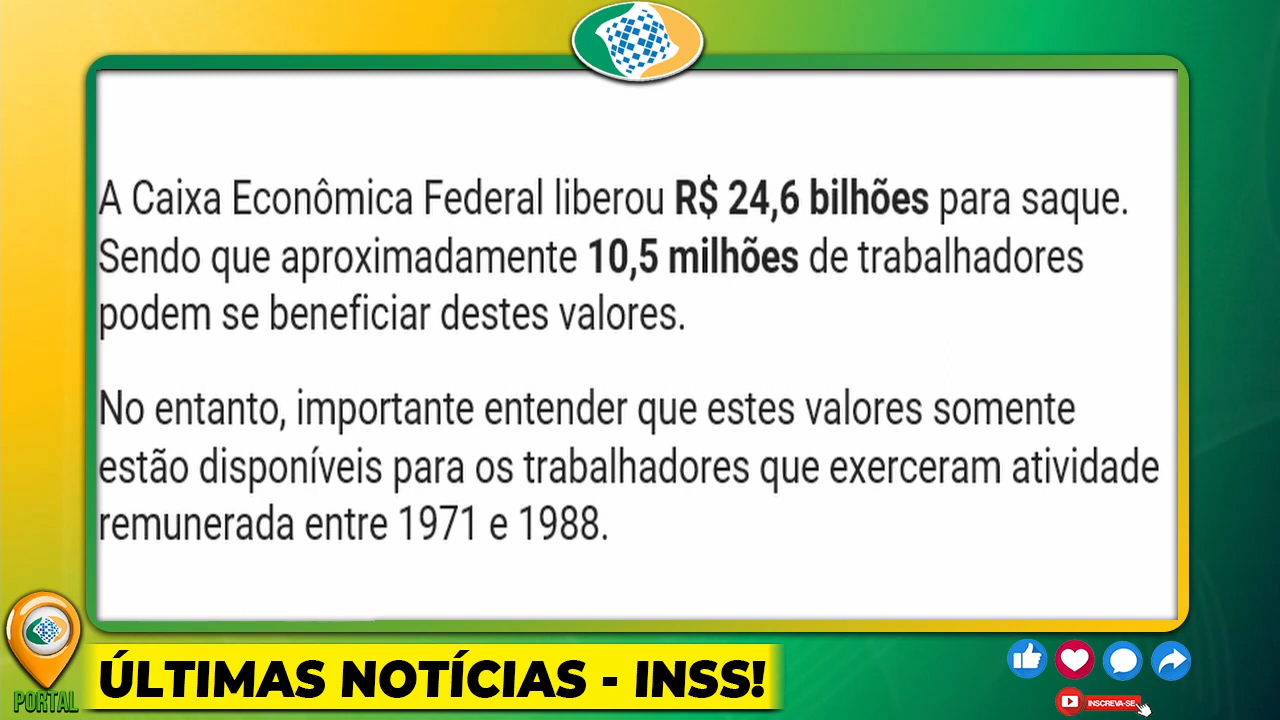 A Caixa Econômica Federal liberou R$ 24,6 bilhões para saque.
Sendo que aproximadamente 10,5 milhões de trabalhadores
podem se beneficiar destes valores.
No entanto, importante entender que estes valores somente
estão disponíveis para os trabalhadores que exerceram atividade
remunerada entre 1971 e 1988.
PORTAL
ÚLTIMAS NOTÍCIAS - INSS!
INSCREVA-SE